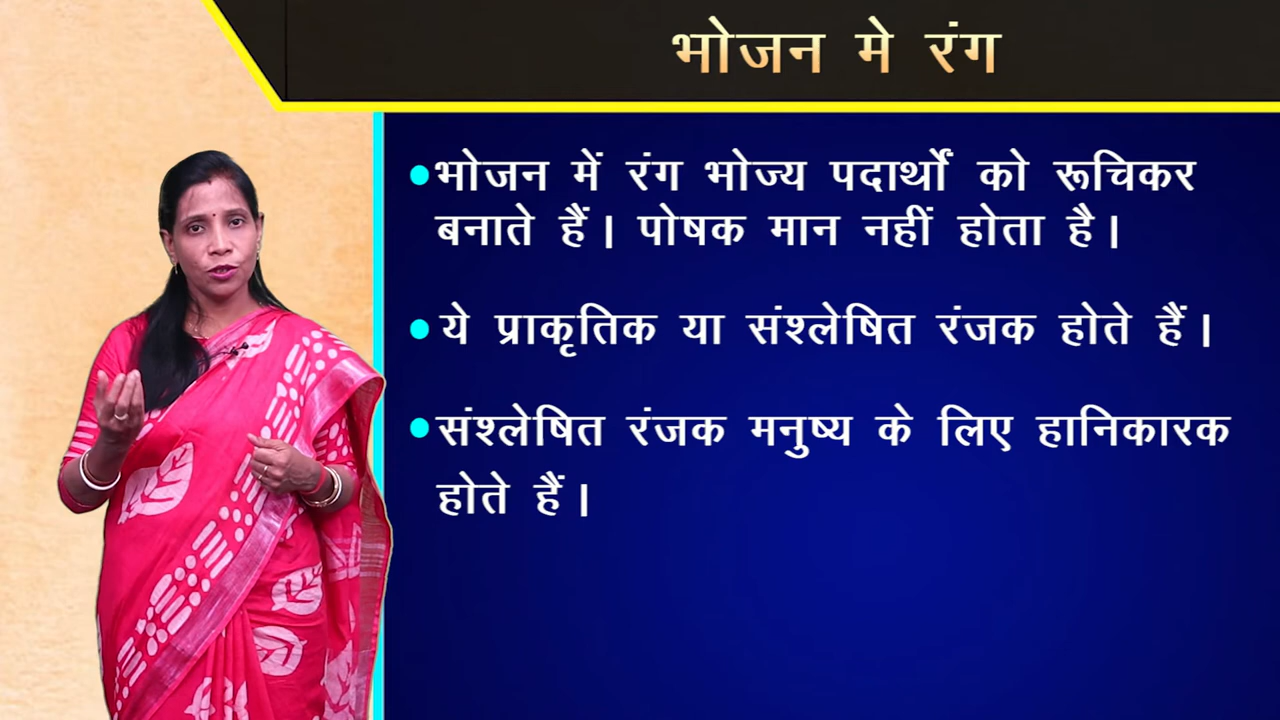 भोजन मे रंग
•भोजन में रंग भोज्य पदार्थों को रूचिकर
बनाते हैं। पोषक मान नहीं होता है।
•ये प्राकृतिक या संश्लेषित रंजक होते हैं।
•संश्लेषित रंजक मनुष्य के लिए हानिकारक
होते हैं।